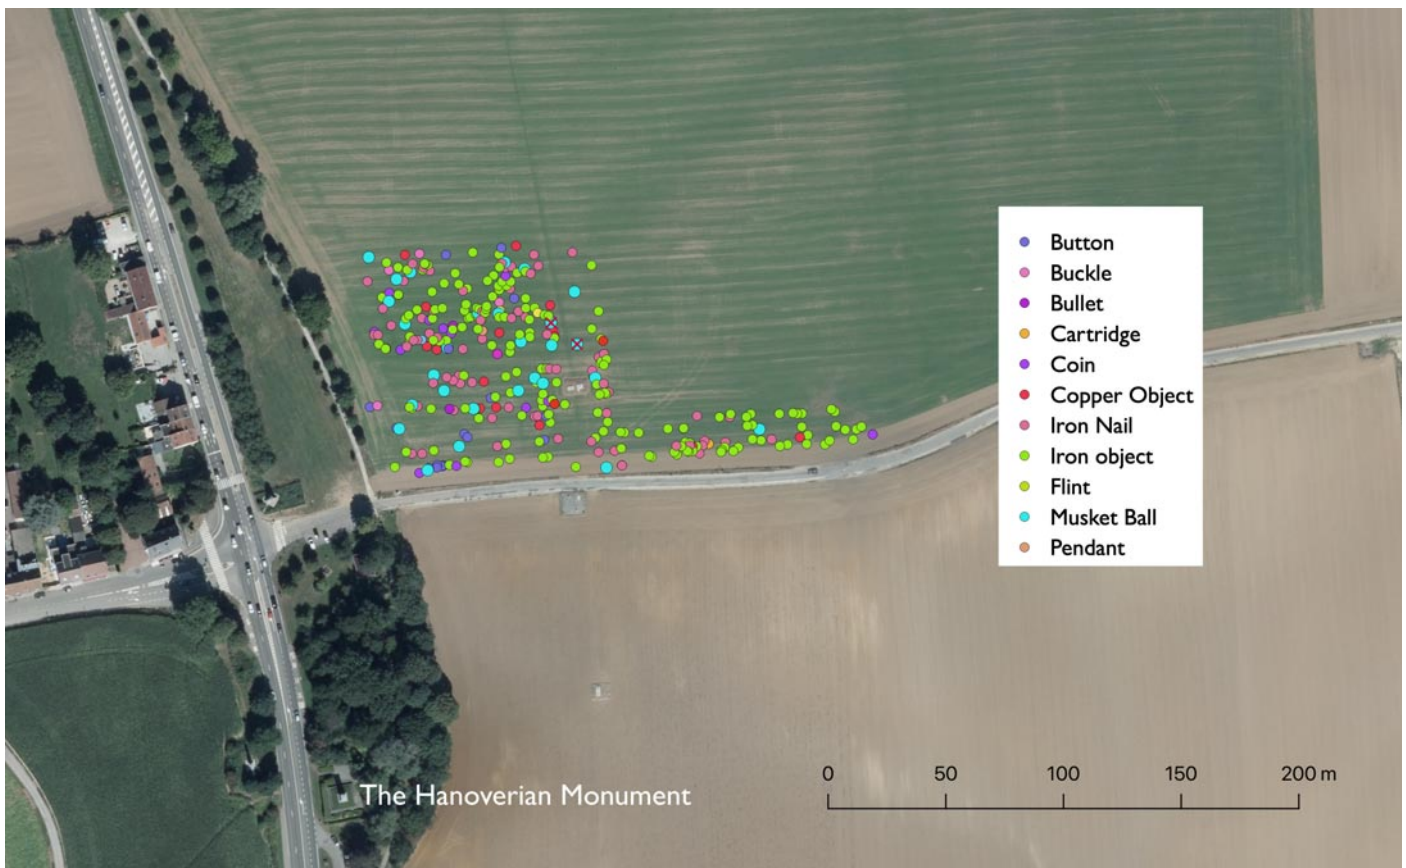 Button
Buckle
Bullet
Cartridge
Coin
Copper Object
Iron Nail
Iron object
Flint
Musket Ball
Pendant
0 50 100 150 200 m
The Hanoverian Monument